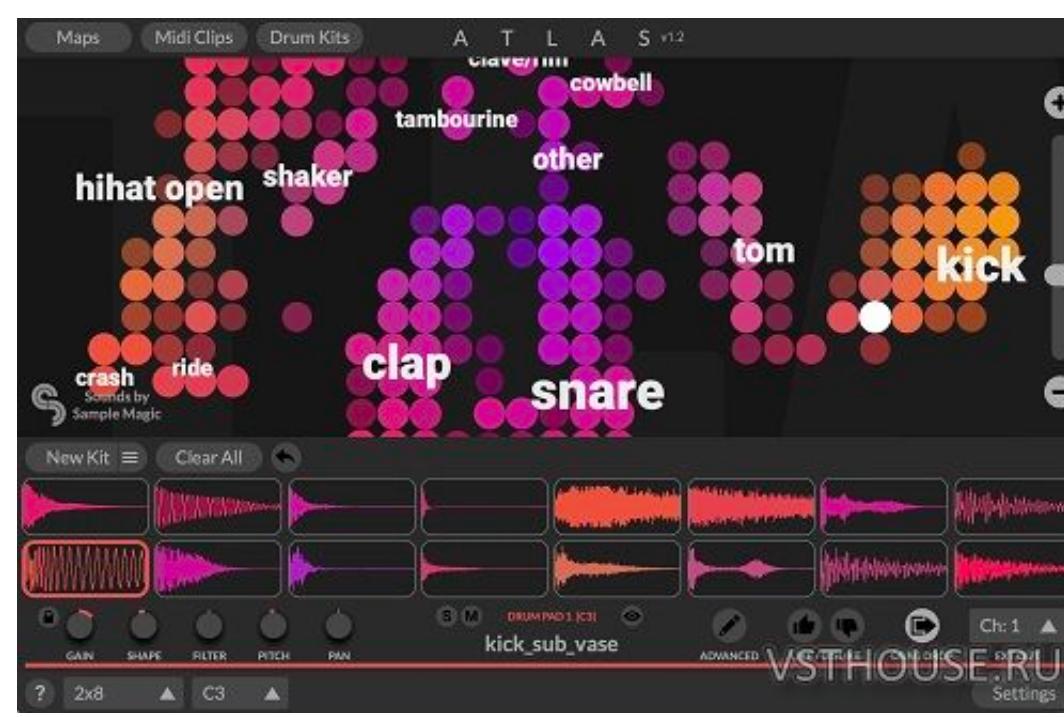 Maps Midi Clips Drum Kits A T L A S v1.2
clave/rim
cowbell
tambourine
other
hihat open shaker
tom
kick
clap
ride
crash
snare
Sounds by
Sample Magic
New Kit Clear All
S M DRUM PAD 1 [C3]
kick_sub_vase
Ch: 1
GAIN SHAPE FILTER PITCH PAN ADVANCED
VSTHOUSE.RU
? 2x8 C3 Settings